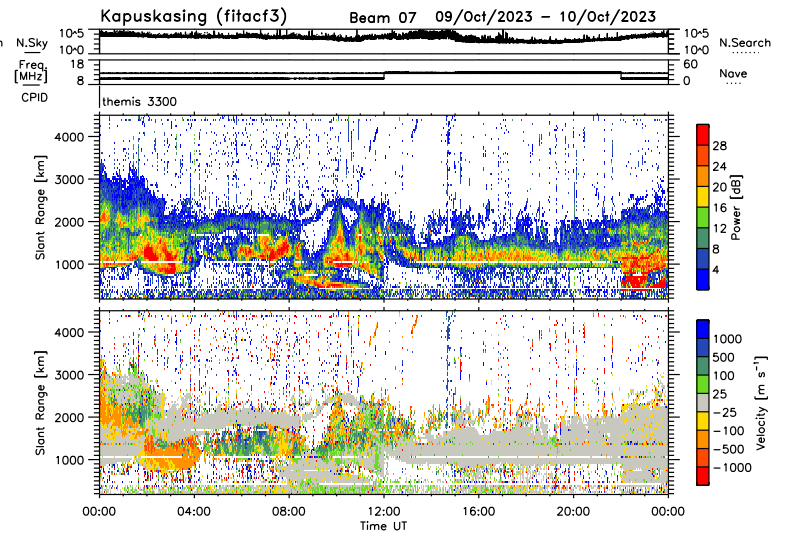 Kapuskasing (fitacf3) Beam 07 09/Oct/2023 − 10/Oct/2023
N.Sky 10^5 10^0 10^5 10^0 N.Search
Freq. [MHz] 18 8 60 0 Nave
CPID themis 3300
Slant Range [km]
4000
3000
2000
1000
Power [dB]
28
24
20
16
12
8
4
Slant Range [km]
4000
3000
2000
1000
Velocity [m s⁻¹]
1000
500
100
25
−25
−100
−500
−1000
00:00 04:00 08:00 12:00 16:00 20:00 00:00
Time UT